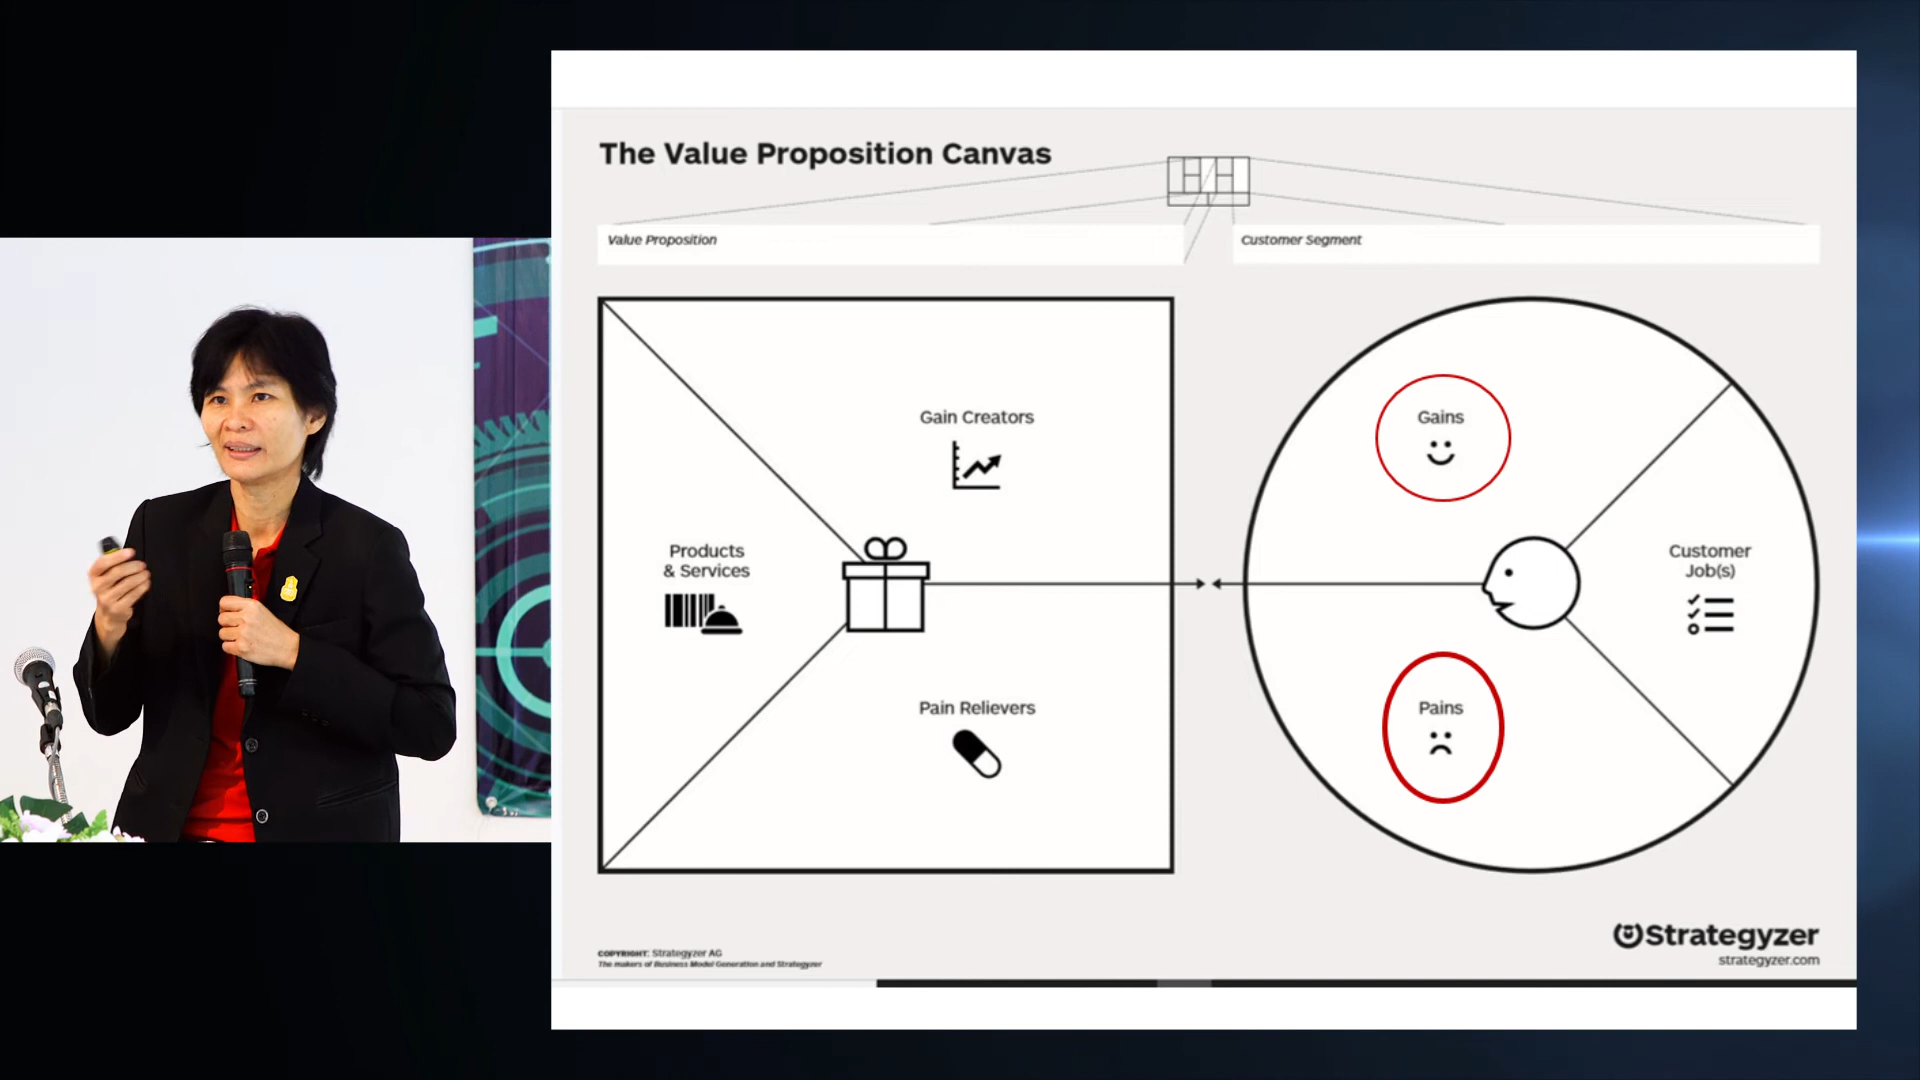 The Value Proposition Canvas
Value Proposition
Customer Segment
Gain Creators
Gains
Products
& Services
Customer
Job(s)
Pain Relievers
Pains
Strategyzer
COPYRIGHT: Strategyzer AG
The makers of Business Model Generation and Strategyzer
strategyzer.com